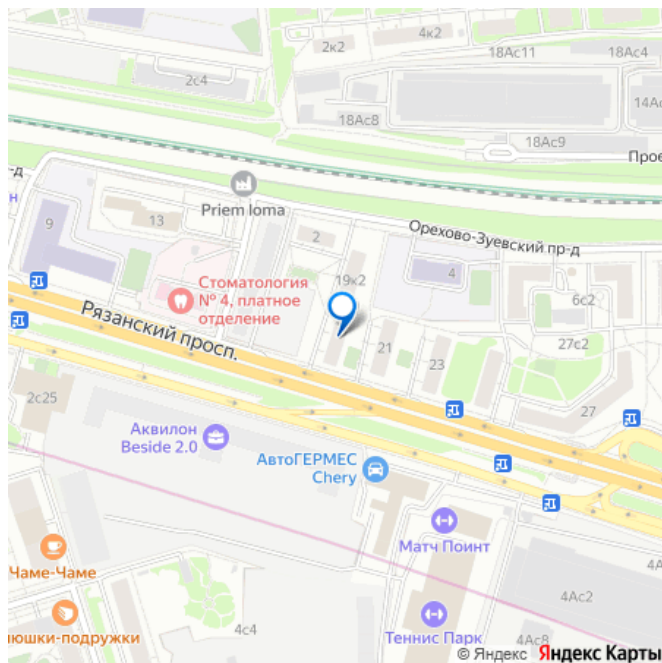 2к2
4к2
18Ас11
18Ас4
2с4
14Ас
18Ас8
18Ас9
Прое
-д
Priem loma
н
9
13
2
Орехово-Зуевский пр-д
19к2
4
Стоматология
№ 4, платное
отделение
6с2
Рязанский просп.
21
27с2
23
2с25
27
Аквилон
Beside 2.0
АвтоГЕРМЕС
Chery
Матч Поинт
Чаме-Чаме
4Ас2
люшки-подружки
4с4
Теннис Парк
4Ас8
© Яндекс Яндекс Карты